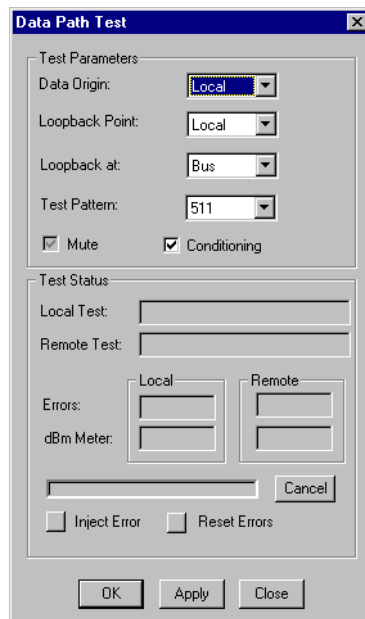 Data Path Test
Test Parameters
Data Origin: Local
Loopback Point: Local
Loopback at: Bus
Test Pattern: 511
Mute Conditioning
Test Status
Local Test:
Remote Test:
Local Remote
Errors:
dBm Meter:
Cancel
Inject Error Reset Errors
OK Apply Close